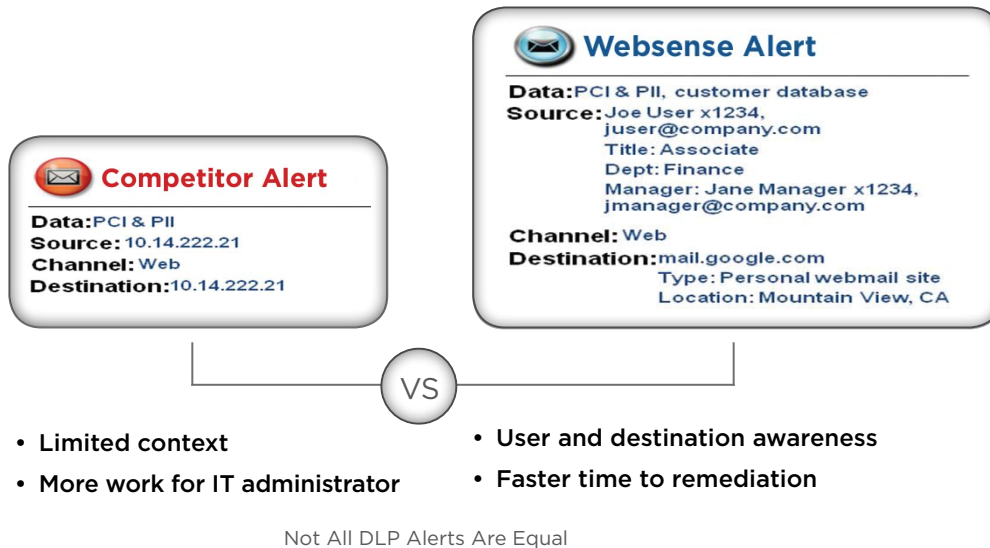 Competitor Alert
Data:PCI & PII
Source: 10.14.222.21
Channel: Web
Destination:10.14.222.21
Websense Alert
Data:PCI & PII, customer database
Source:Joe User x1234,
juser@company.com
Title: Associate
Dept: Finance
Manager: Jane Manager x1234,
jmanager@company.com
Channel: Web
Destination:mail.google.com
Type: Personal webmail site
Location: Mountain View, CA
VS
• Limited context
• More work for IT administrator
• User and destination awareness
• Faster time to remediation
Not All DLP Alerts Are Equal